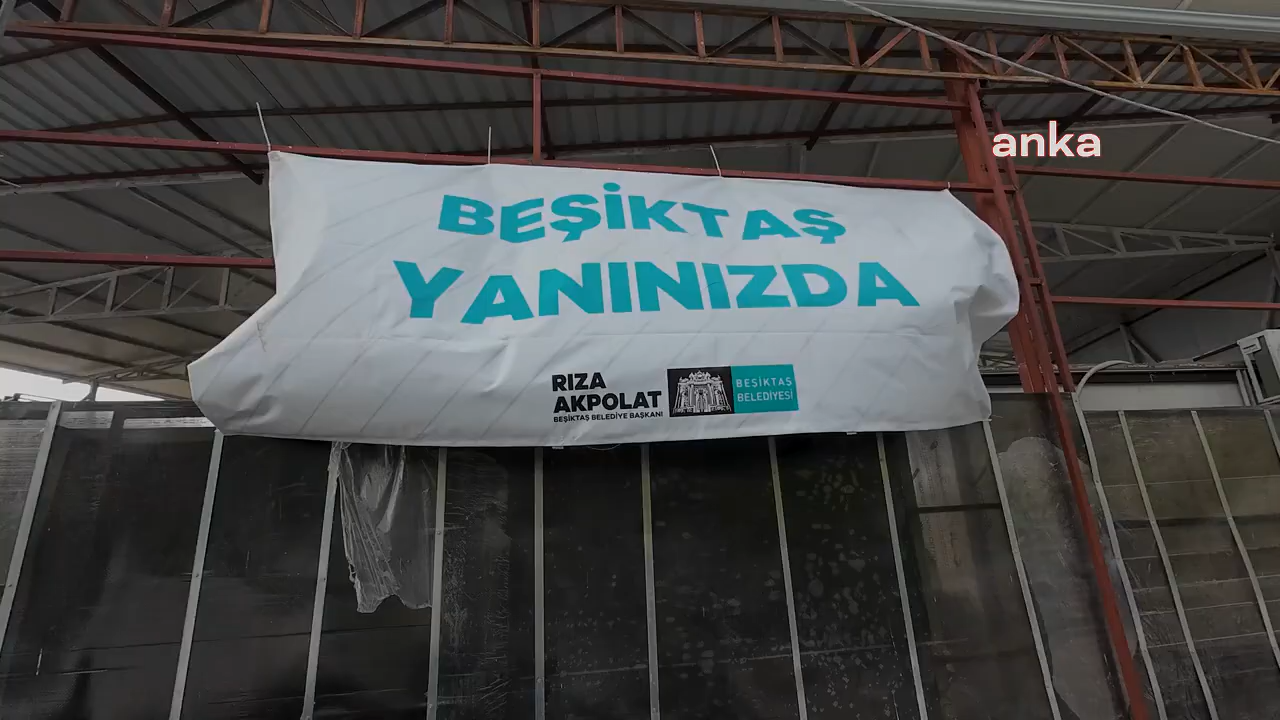 anka
BEŞİKTAŞ
YANINIZDA
RIZA
AKPOLAT
BEŞİKTAŞ BELEDİYE BAŞKANI
BEŞİKTAŞ
BELEDİYESİ